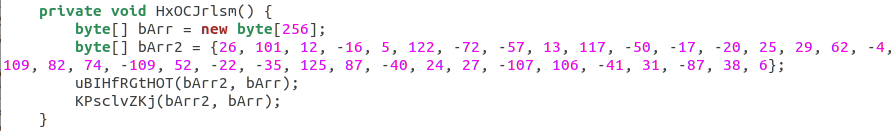 private void HxOCJrlsm() {
byte[] bArr = new byte[256];
byte[] bArr2 = {26, 101, 12, -16, 5, 122, -72, -57, 13, 117, -50, -17, -20, 25, 29, 62, -4,
109, 82, 74, -109, 52, -22, -35, 125, 87, -40, 24, 27, -107, 106, -41, 31, -87, 38, 6};
uBIHfRGtHOT(bArr2, bArr);
KPsclvZKj(bArr2, bArr);
}